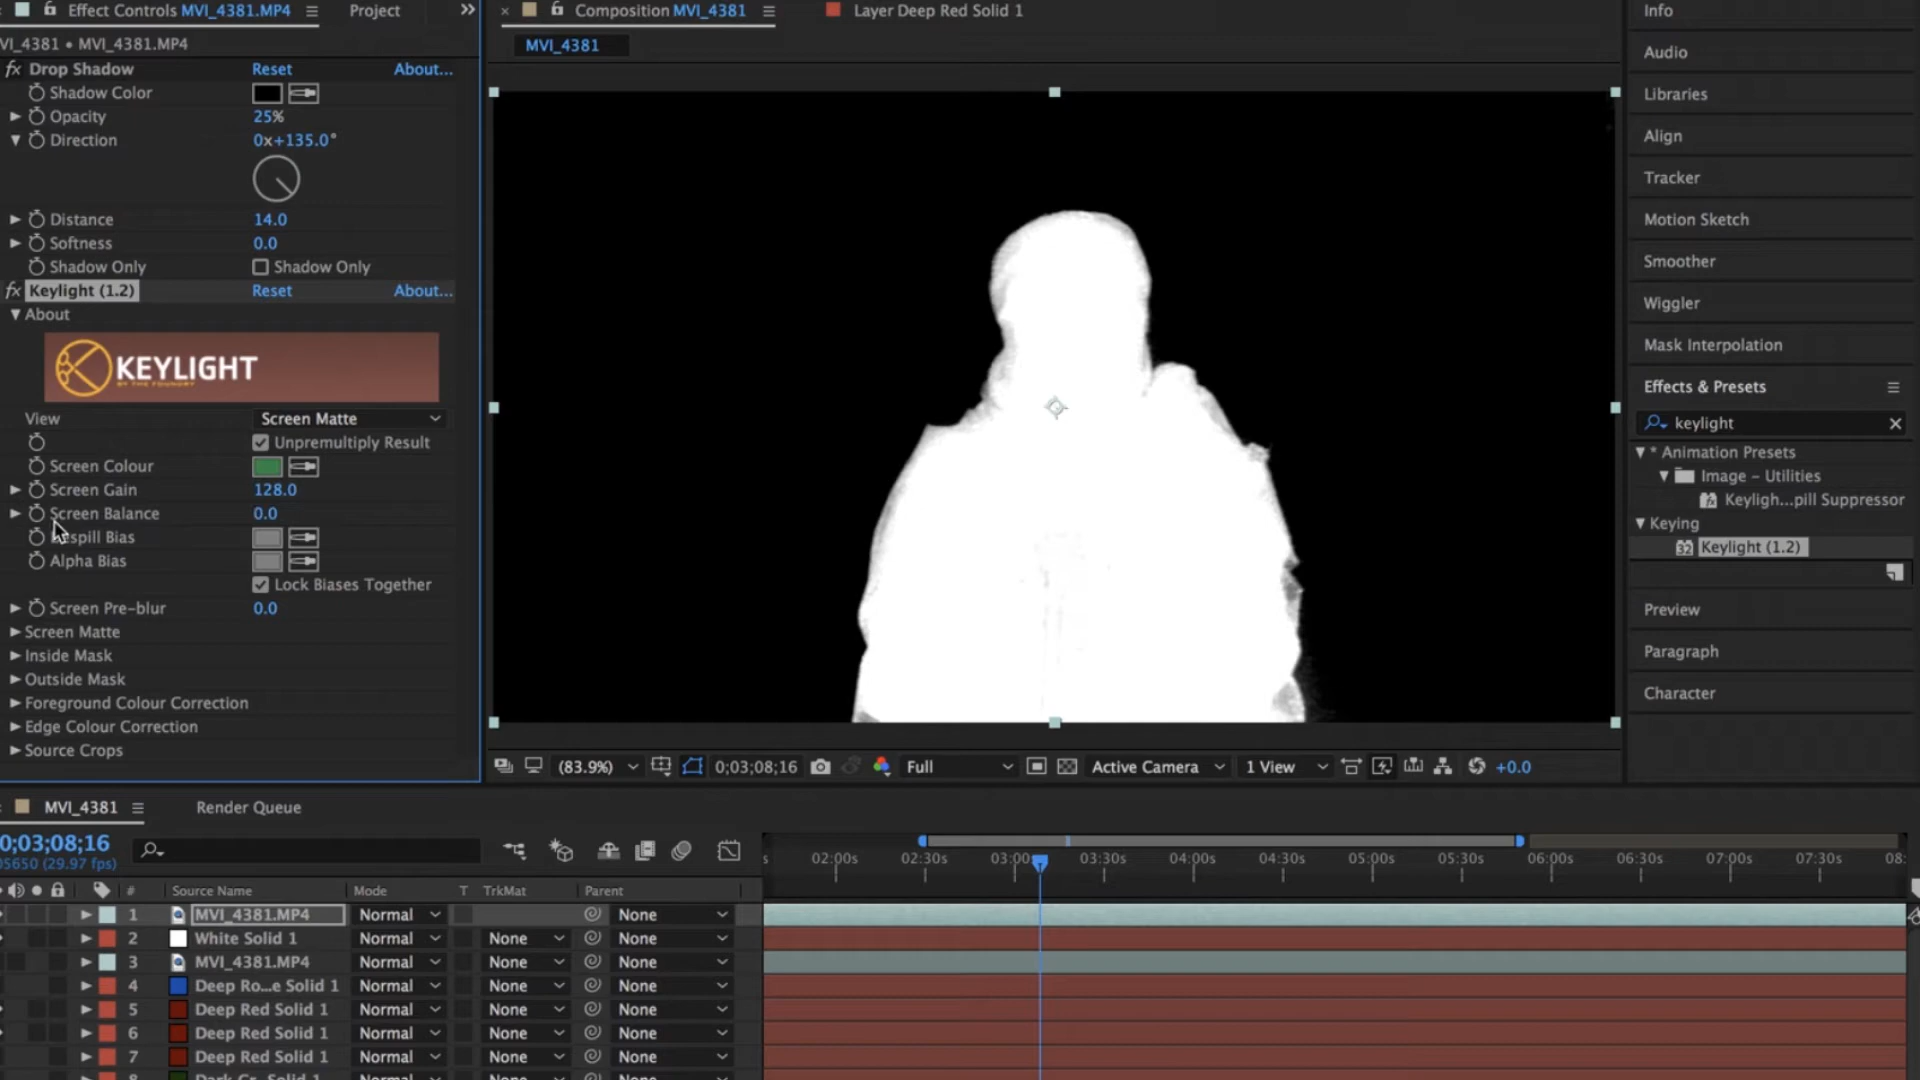 Effect Controls MVI_4381.MP4
Project
VI_4381 • MVI_4381.MP4
fx Drop Shadow Reset About...
Shadow Color
Opacity 25%
Direction 0x+135.0°
Distance 14.0
Softness 0.0
Shadow Only Shadow Only
fx Keylight (1.2) Reset About...
About
KEYLIGHT
BY THE FOUNDRY
View Screen Matte
Unpremultiply Result
Screen Colour
Screen Gain 128.0
Screen Balance 0.0
spill Bias
Alpha Bias
Lock Biases Together
Screen Pre-blur 0.0
Screen Matte
Inside Mask
Outside Mask
Foreground Colour Correction
Edge Colour Correction
Source Crops
Composition MVI_4381
Layer Deep Red Solid 1
MVI_4381
(83.9%) 0;03;08;16 Full Active Camera 1 View +0.0
Info
Audio
Libraries
Align
Tracker
Motion Sketch
Smoother
Wiggler
Mask Interpolation
Effects & Presets
keylight
* Animation Presets
Image – Utilities
Keyligh...pill Suppressor
Keying
32 Keylight (1.2)
Preview
Paragraph
Character
MVI_4381
Render Queue
0;03;08;16
05650 (29.97 fps)
s 02:00s 02:30s 03:00 03:30s 04:00s 04:30s 05:00s 05:30s 06:00s 06:30s 07:00s 07:30s 08:
# Source Name Mode T TrkMat Parent
1 MVI_4381.MP4 Normal None
2 White Solid 1 Normal None None
3 MVI_4381.MP4 Normal None None
4 Deep Ro...e Solid 1 Normal None None
5 Deep Red Solid 1 Normal None None
6 Deep Red Solid 1 Normal None None
7 Deep Red Solid 1 Normal None None